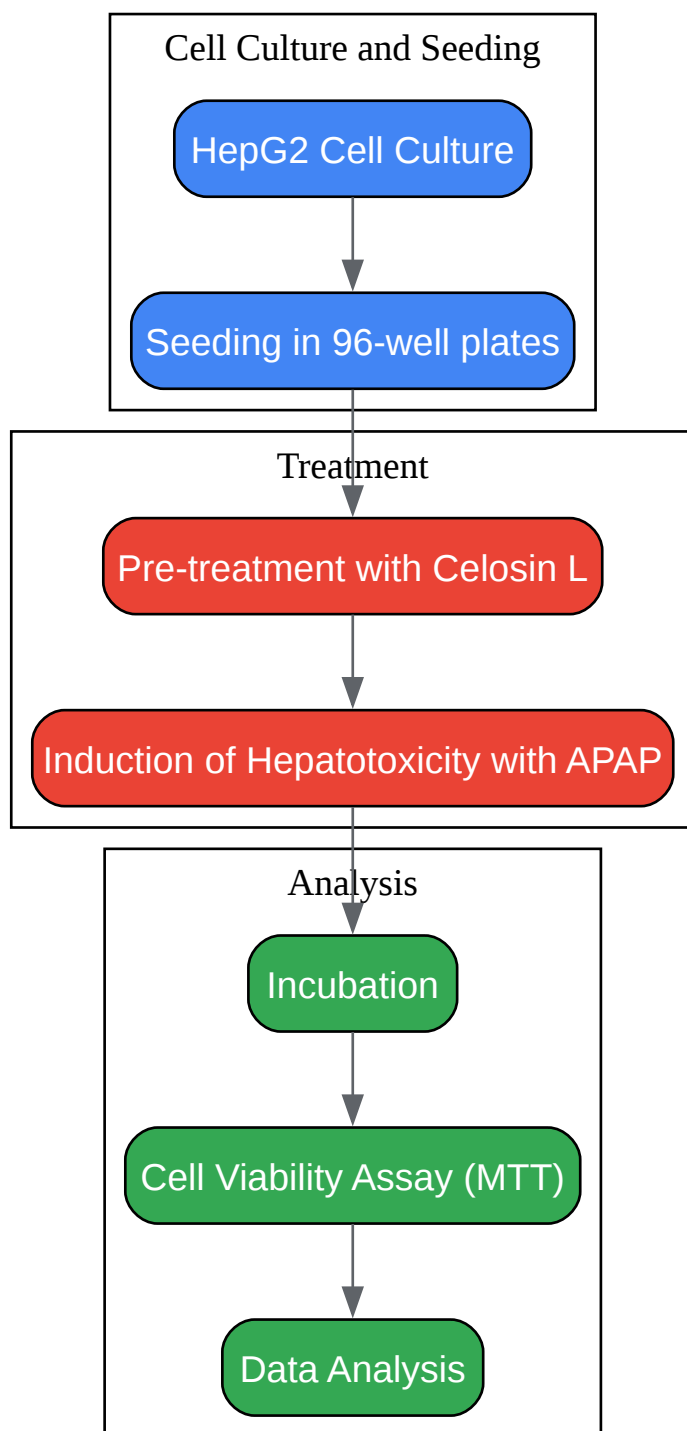 Cell Culture and Seeding
HepG2 Cell Culture
Seeding in 96-well plates
Treatment
Pre-treatment with Celosin L
Induction of Hepatotoxicity with APAP
Analysis
Incubation
Cell Viability Assay (MTT)
Data Analysis